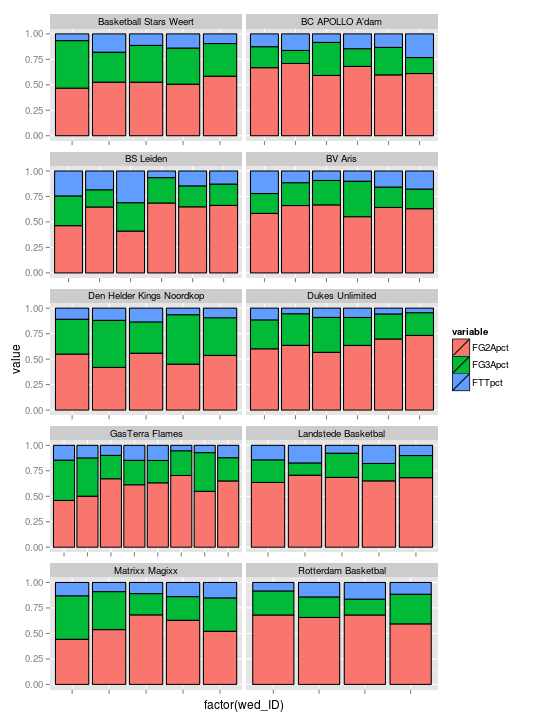 Basketball Stars Weert
BC APOLLO A'dam
1.00
0.75
0.50
0.25
0.00
BS Leiden
BV Aris
1.00
0.75
0.50
0.25
0.00
Den Helder Kings Noordkop
Dukes Unlimited
1.00
0.75
0.50
0.25
0.00
GasTerra Flames
Landstede Basketbal
1.00
0.75
0.50
0.25
0.00
Matrixx Magixx
Rotterdam Basketbal
1.00
0.75
0.50
0.25
0.00
value
factor(wed_ID)
variable
FG2Apct
FG3Apct
FTTpct